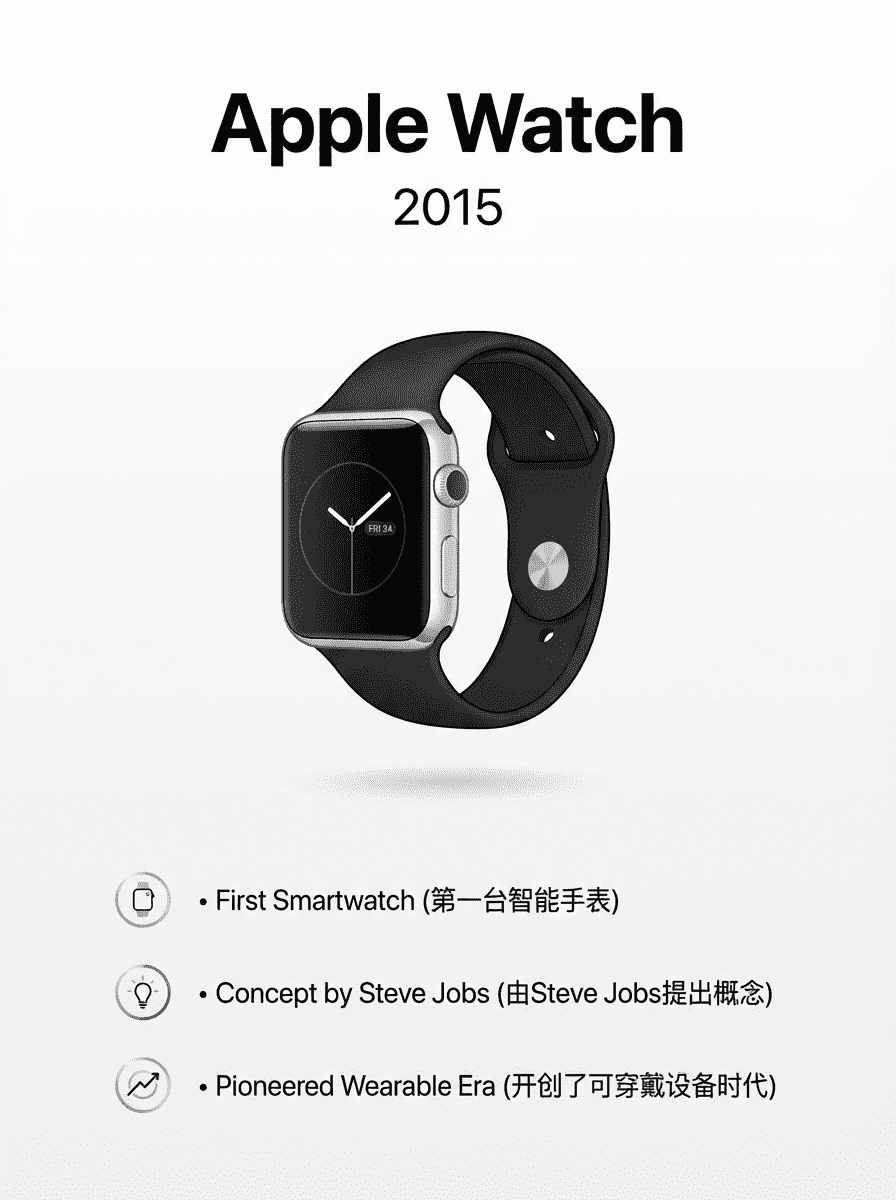 Apple Watch
2015
FRI 34
• First Smartwatch (第一台智能手表)
• Concept by Steve Jobs (由Steve Jobs提出概念)
• Pioneered Wearable Era (开创了可穿戴设备时代)